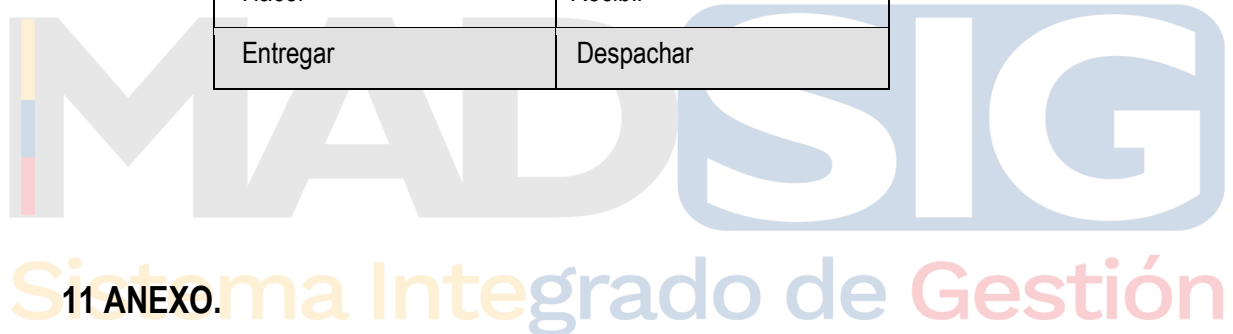 Entregar Despachar
MADSIG
Sistema Integrado de Gestión
11 ANEXO.